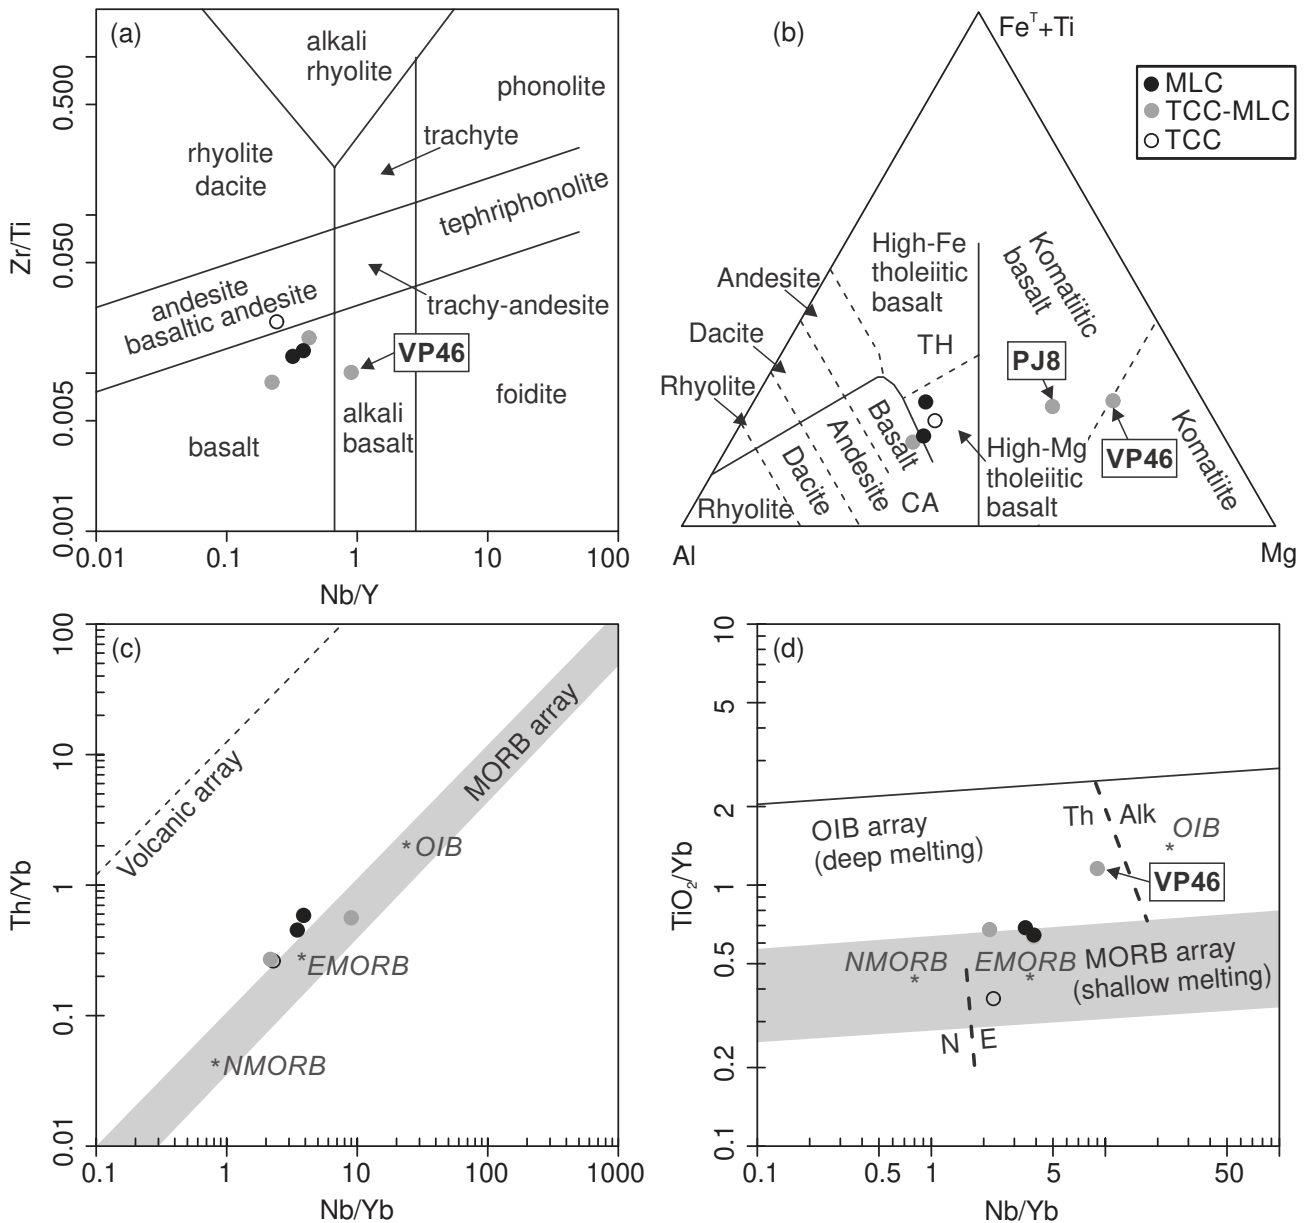 (a)
alkali
rhyolite
phonolite
trachyte
rhyolite
dacite
tephriphonolite
andesite
basaltic andesite
trachy-andesite
VP46
basalt
alkali
basalt
foidite
Zr/Ti
0.500
0.050
0.005
0.001
0.01
0.1
1
10
100
Nb/Y
(b)
Feᵀ+Ti
MLC
TCC-MLC
TCC
High-Fe
tholeiitic
basalt
Komatiitic
basalt
Andesite
Dacite
Rhyolite
TH
PJ8
VP46
Basalt
Andesite
Dacite
Rhyolite
CA
High-Mg
tholeiitic
basalt
Komatiite
Al
Mg
(c)
Volcanic array
MORB array
* OIB
* EMORB
* NMORB
Th/Yb
100
10
1
0.1
0.01
0.1
1
10
100
1000
Nb/Yb
(d)
Th
Alk
OIB array
(deep melting)
OIB
*
VP46
NMORB
*
EMORB
*
MORB array
(shallow melting)
N
E
TiO₂/Yb
10
5
2
1
0.5
0.2
0.1
0.1
0.5
1
5
50
Nb/Yb